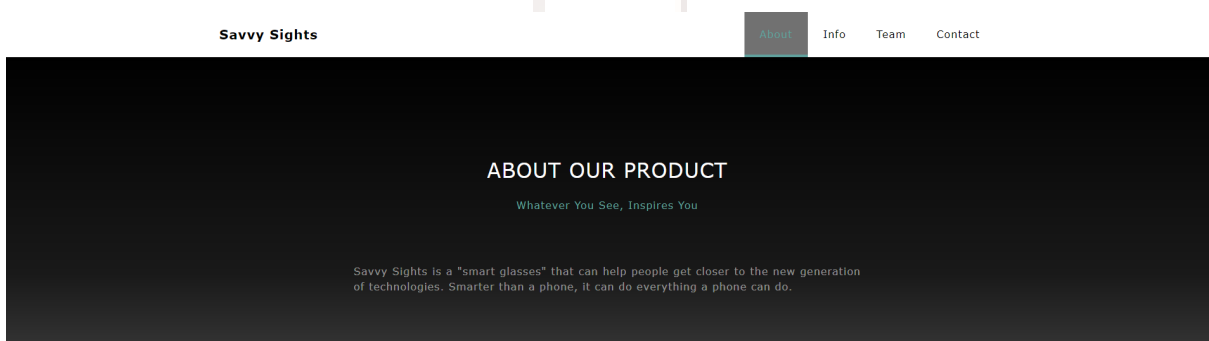 Savvy Sights
About Info Team Contact
ABOUT OUR PRODUCT
Whatever You See, Inspires You
Savvy Sights is a "smart glasses" that can help people get closer to the new generation
of technologies. Smarter than a phone, it can do everything a phone can do.